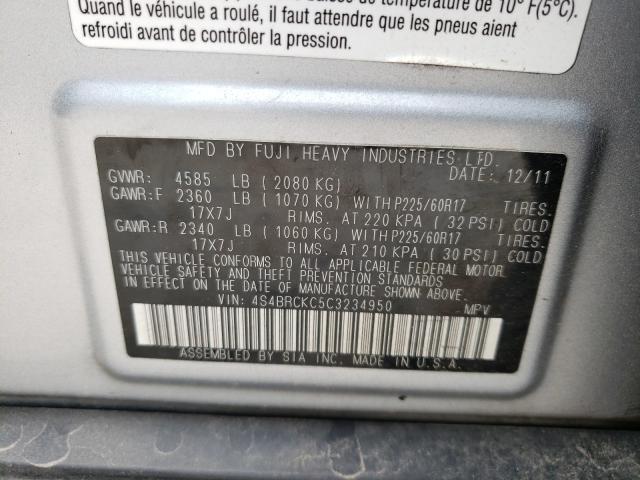 de température de 10° F(5°C).
Quand le véhicule a roulé, il faut attendre que les pneus aient
refroidi avant de contrôler la pression.
MFD BY FUJI HEAVY INDUSTRIES LTD.
DATE: 12/11
GVWR: 4585 LB ( 2080 KG)
GAWR:F 2360 LB ( 1070 KG) WITH P225/60R17 TIRES.
17X7J RIMS. AT 220 KPA ( 32 PSI) COLD
GAWR:R 2340 LB ( 1060 KG) WITH P225/60R17 TIRES.
17X7J RIMS. AT 210 KPA ( 30 PSI) COLD
THIS VEHICLE CONFORMS TO ALL APPLICABLE FEDERAL MOTOR
VEHICLE SAFETY AND THEFT PREVENTION STANDARDS
IN EFFECT ON DATE OF MANUFACTURE SHOWN ABOVE.
VIN: 4S4BRCKC5C3234950 MPV
ASSEMBLED BY SIA INC. MADE IN U.S.A.